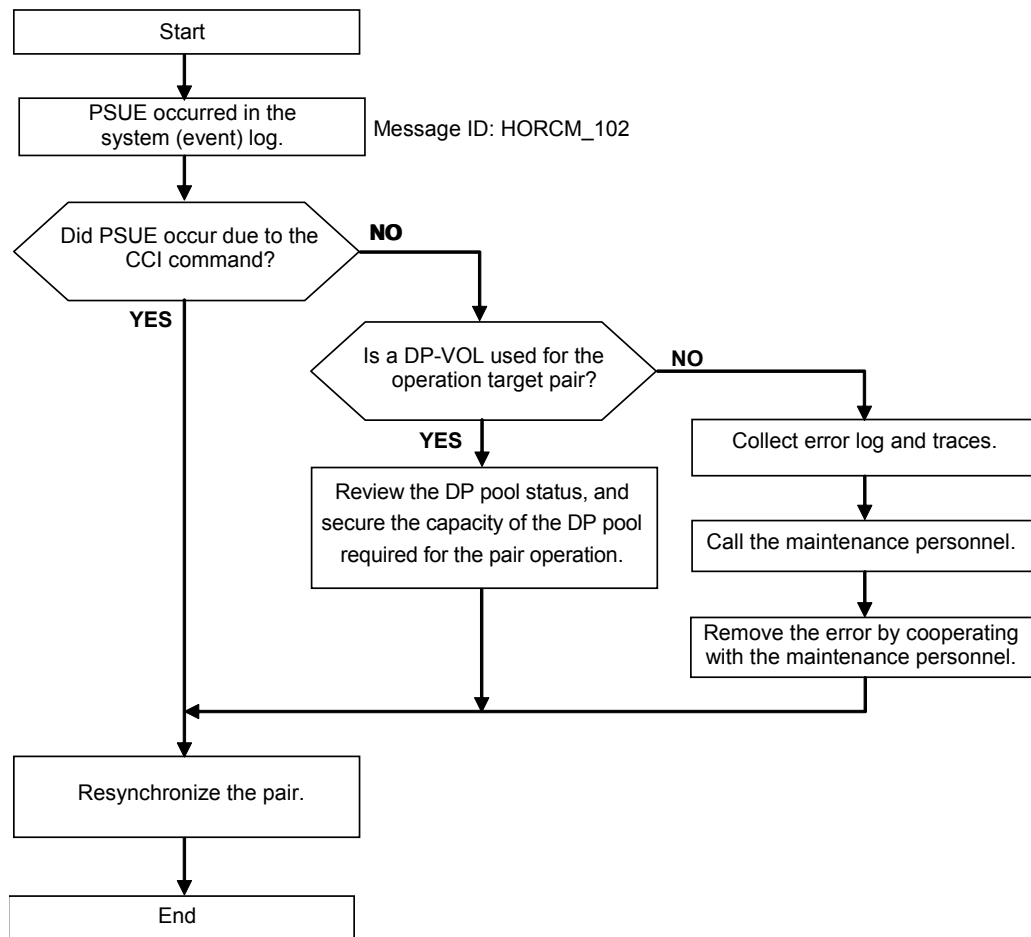 Start
PSUE occurred in the
system (event) log.
Message ID: HORCM_102
Did PSUE occur due to the
CCI command?
NO
YES
Is a DP-VOL used for the
operation target pair?
NO
YES
Collect error log and traces.
Review the DP pool status, and
secure the capacity of the DP pool
required for the pair operation.
Call the maintenance personnel.
Remove the error by cooperating
with the maintenance personnel.
Resynchronize the pair.
End